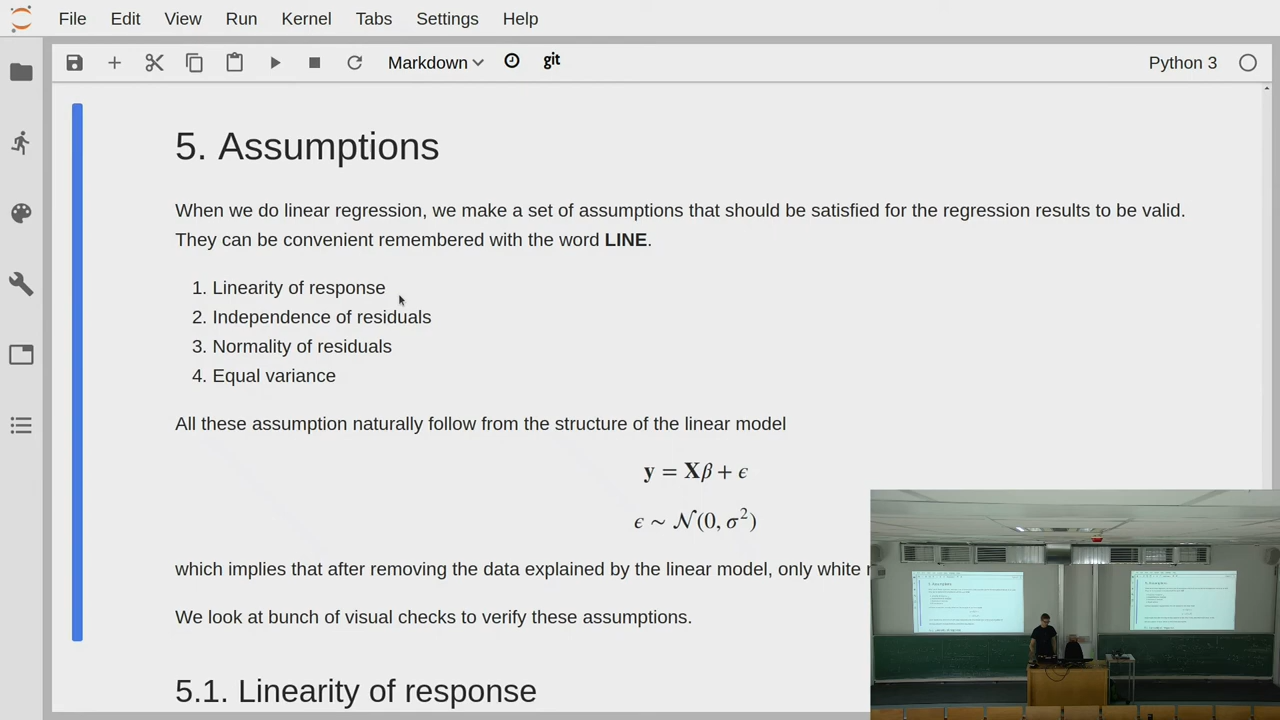 File Edit View Run Kernel Tabs Settings Help
Markdown git Python 3
5. Assumptions
When we do linear regression, we make a set of assumptions that should be satisfied for the regression results to be valid.
They can be convenient remembered with the word LINE.
1. Linearity of response
2. Independence of residuals
3. Normality of residuals
4. Equal variance
All these assumption naturally follow from the structure of the linear model
y = Xβ + ϵ
ϵ ∼ 𝒩(0, σ²)
which implies that after removing the data explained by the linear model, only white
We look at bunch of visual checks to verify these assumptions.
5.1. Linearity of response